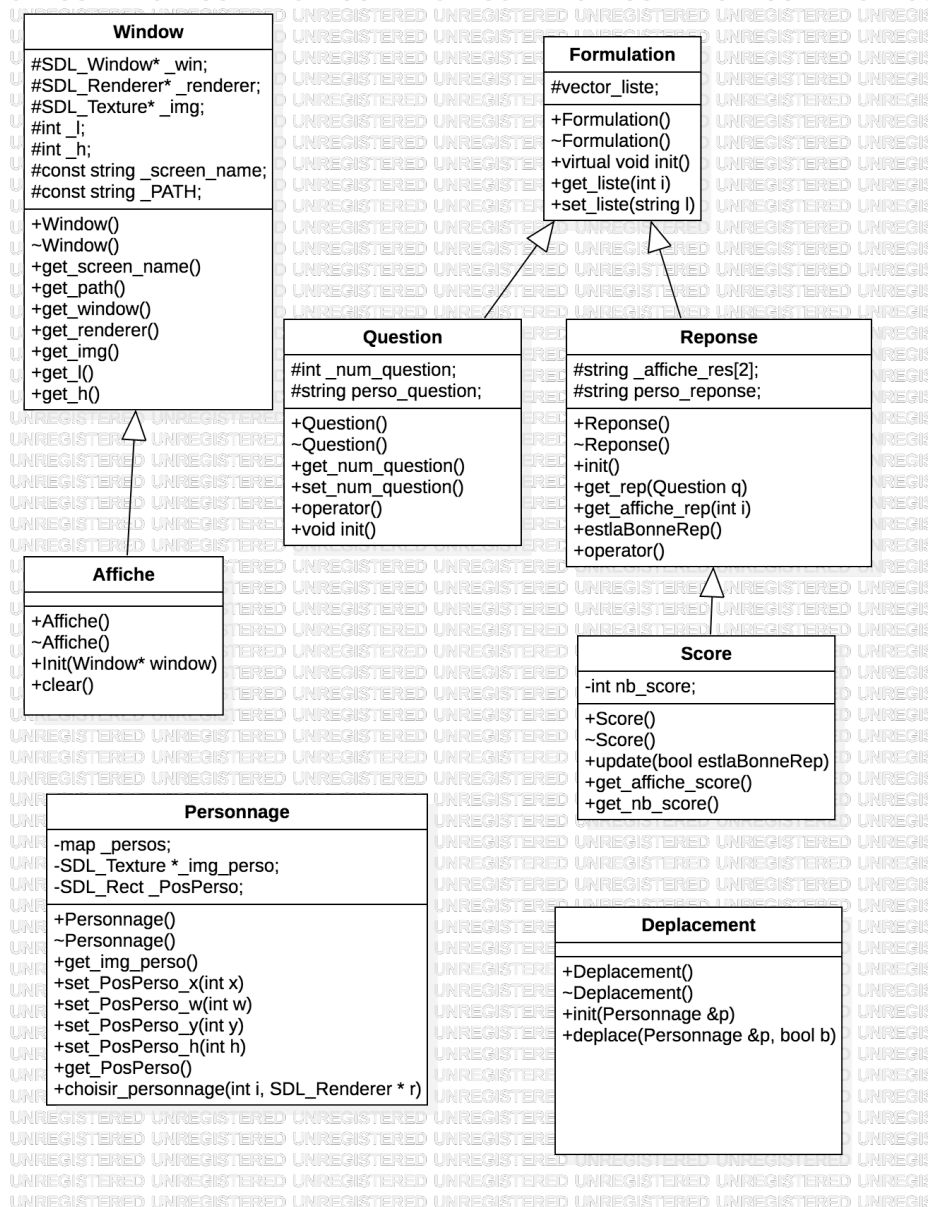 Window
#SDL_Window* _win;
#SDL_Renderer* _renderer;
#SDL_Texture* _img;
#int _l;
#int _h;
#const string _screen_name;
#const string _PATH;
+Window()
~Window()
+get_screen_name()
+get_path()
+get_window()
+get_renderer()
+get_img()
+get_l()
+get_h()
Formulation
#vector_liste;
+Formulation()
~Formulation()
+virtual void init()
+get_liste(int i)
+set_liste(string l)
Question
#int _num_question;
#string perso_question;
+Question()
~Question()
+get_num_question()
+set_num_question()
+operator()
+void init()
Reponse
#string _affiche_res[2];
#string perso_reponse;
+Reponse()
~Reponse()
+init()
+get_rep(Question q)
+get_affiche_rep(int i)
+estlaBonneRep()
+operator()
Affiche
+Affiche()
~Affiche()
+Init(Window* window)
+clear()
Score
-int nb_score;
+Score()
~Score()
+update(bool estlaBonneRep)
+get_affiche_score()
+get_nb_score()
Personnage
-map _persos;
-SDL_Texture *_img_perso;
-SDL_Rect _PosPerso;
+Personnage()
~Personnage()
+get_img_perso()
+set_PosPerso_x(int x)
+set_PosPerso_w(int w)
+set_PosPerso_y(int y)
+set_PosPerso_h(int h)
+get_PosPerso()
+choisir_personnage(int i, SDL_Renderer * r)
Deplacement
+Deplacement()
~Deplacement()
+init(Personnage &p)
+deplace(Personnage &p, bool b)
UNREGISTERED